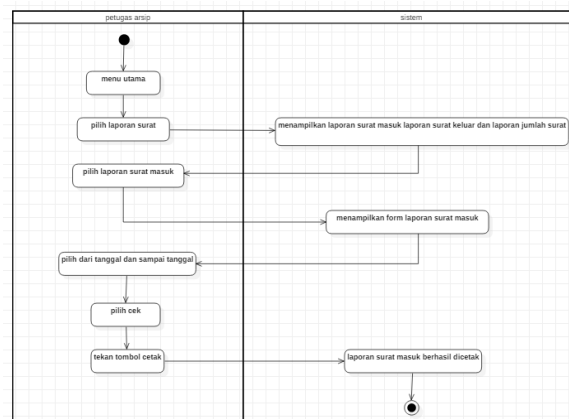 petugas arsip
sistem
menu utama
pilih laporan surat
menampilkan laporan surat masuk laporan surat keluar dan laporan jumlah surat
pilih laporan surat masuk
menampilkan form laporan surat masuk
pilih dari tanggal dan sampai tanggal
pilih cek
tekan tombol cetak
laporan surat masuk berhasil dicetak